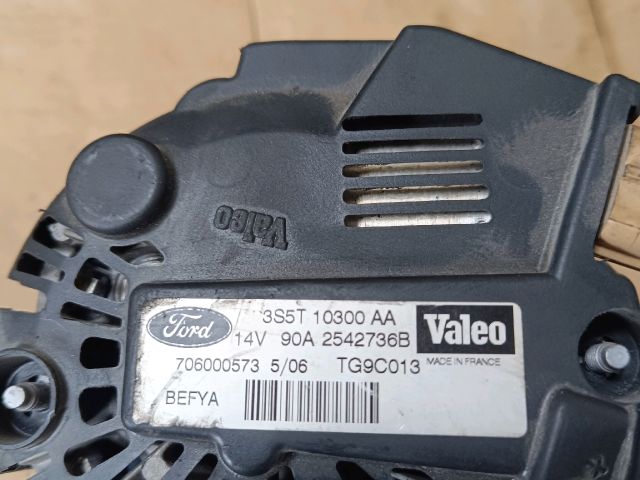 Valeo
Ford 3S5T 10300 AA
14V 90A 2542736B Valeo
706000573 5/06 TG9C013 MADE IN FRANCE
BEFYA